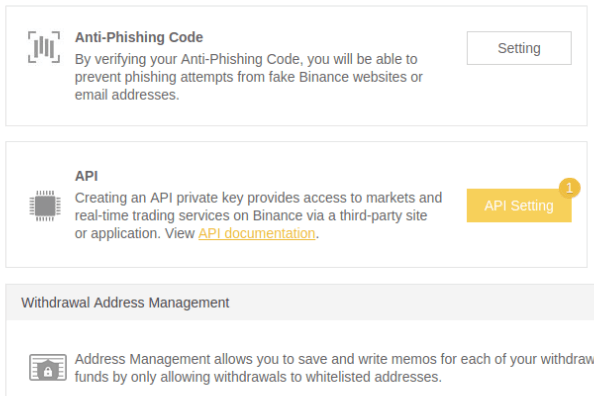 Anti-Phishing Code
By verifying your Anti-Phishing Code, you will be able to
prevent phishing attempts from fake Binance websites or
email addresses.
Setting
API
Creating an API private key provides access to markets and
real-time trading services on Binance via a third-party site
or application. View API documentation.
1
API Setting
Withdrawal Address Management
Address Management allows you to save and write memos for each of your withdraw
funds by only allowing withdrawals to whitelisted addresses.